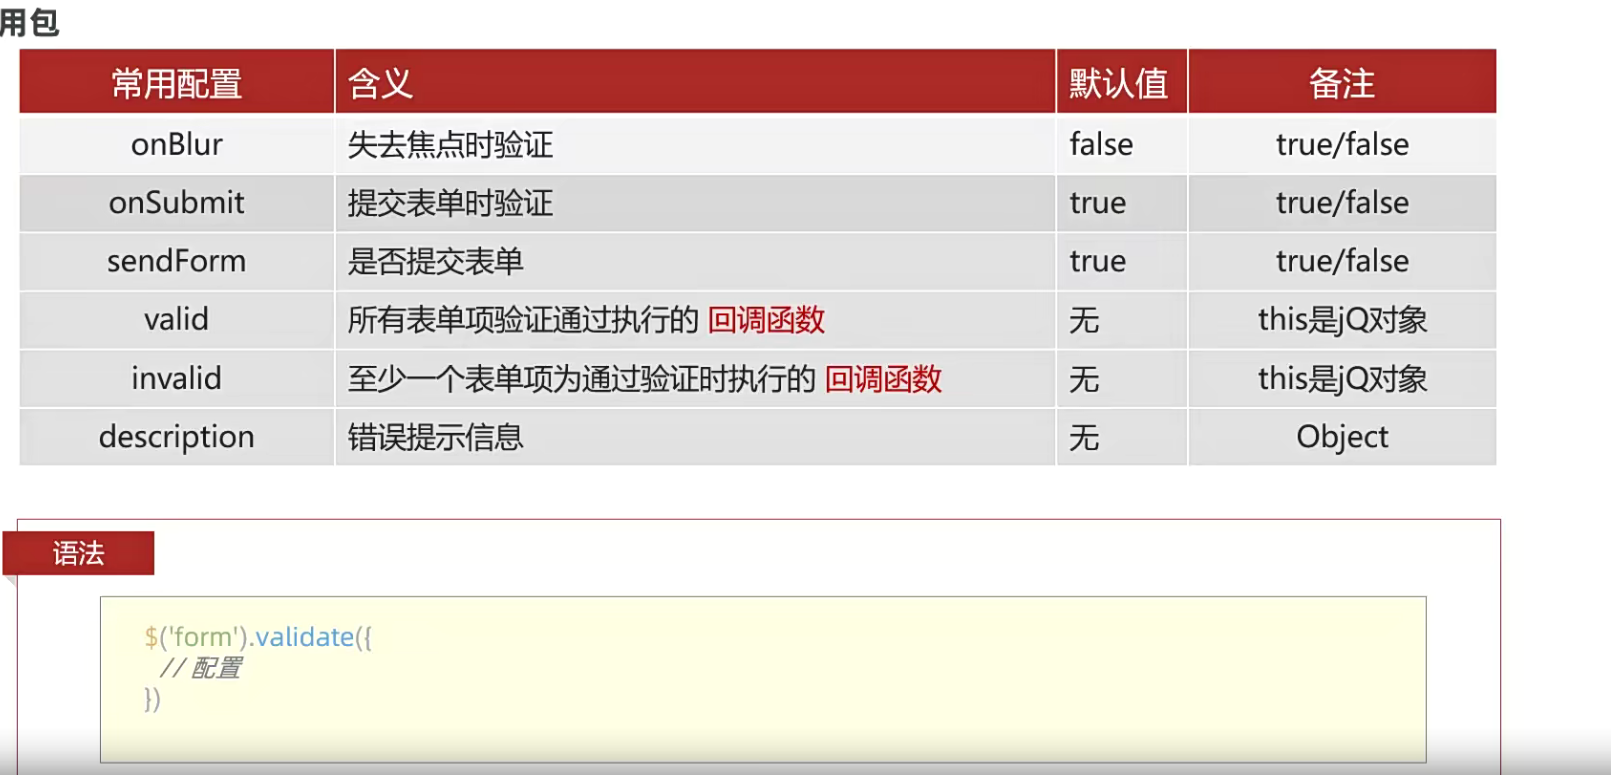 用包
常用配置 含义 默认值 备注
onBlur 失去焦点时验证 false true/false
onSubmit 提交表单时验证 true true/false
sendForm 是否提交表单 true true/false
valid 所有表单项验证通过执行的 回调函数 无 this是jQ对象
invalid 至少一个表单项为通过验证时执行的 回调函数 无 this是jQ对象
description 错误提示信息 无 Object
语法
$('form').validate({
// 配置
})